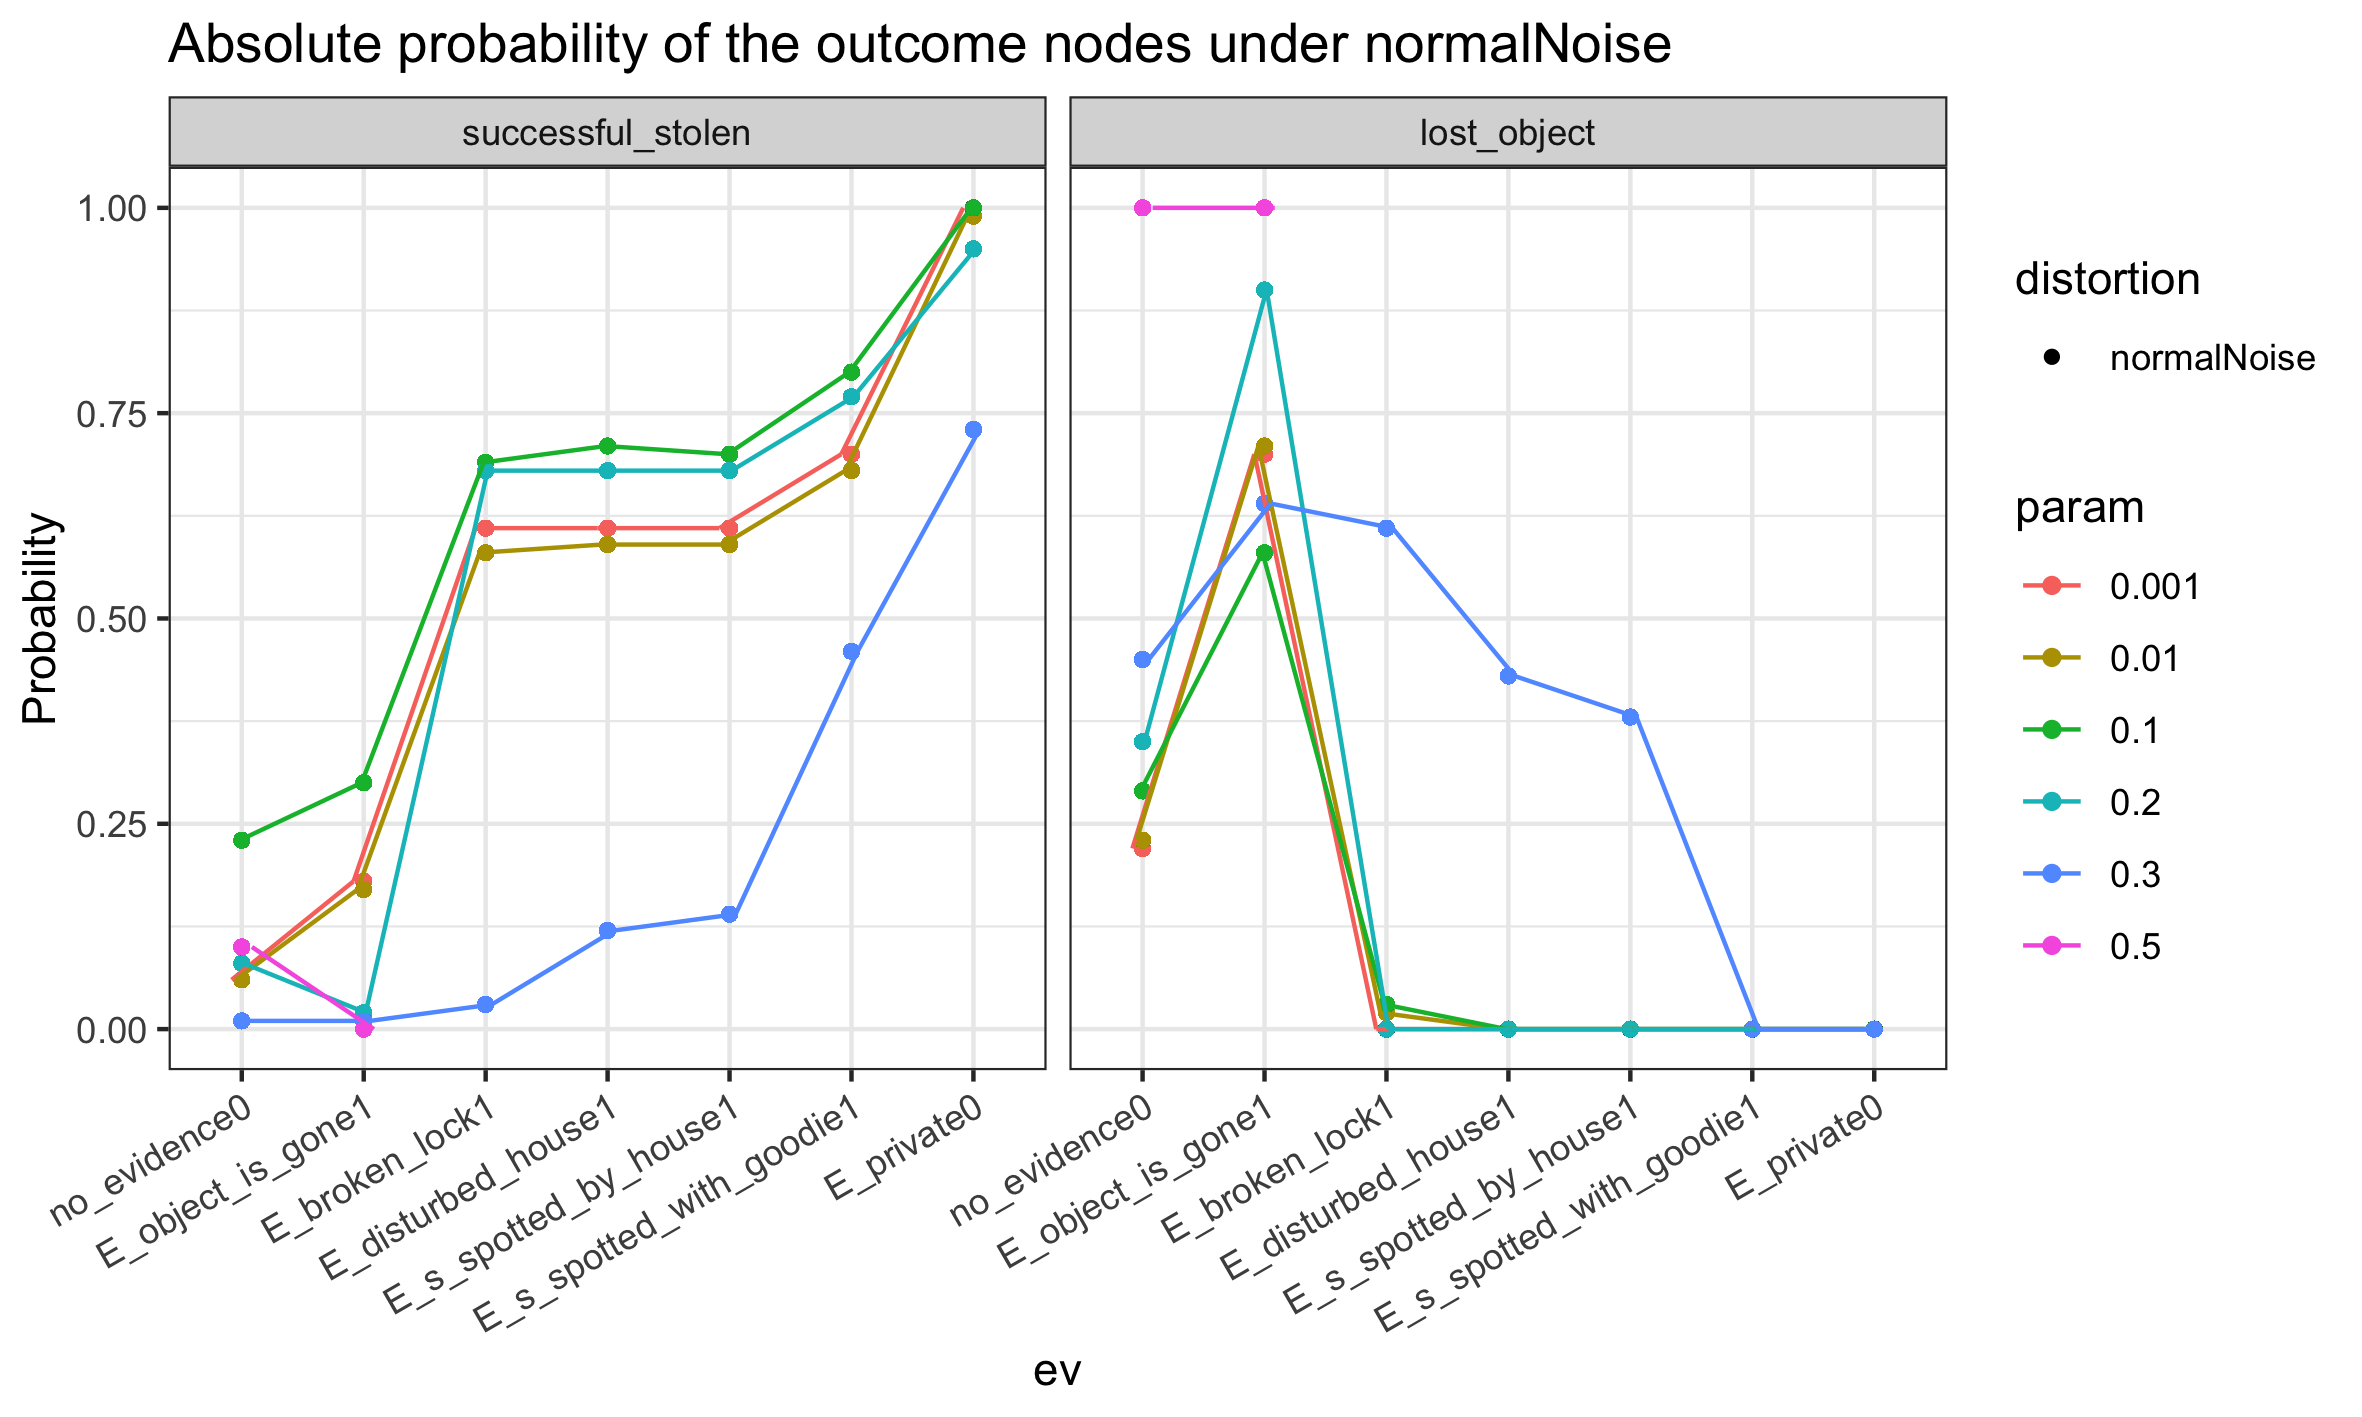 Absolute probability of the outcome nodes under normalNoise
successful_stolen
lost_object
Probability
1.00
0.75
0.50
0.25
0.00
no_evidence0
E_object_is_gone1
E_broken_lock1
E_disturbed_house1
E_s_spotted_by_house1
E_s_spotted_with_goodie1
E_private0
no_evidence0
E_object_is_gone1
E_broken_lock1
E_disturbed_house1
E_s_spotted_by_house1
E_s_spotted_with_goodie1
E_private0
ev
distortion
normalNoise
param
0.001
0.01
0.1
0.2
0.3
0.5